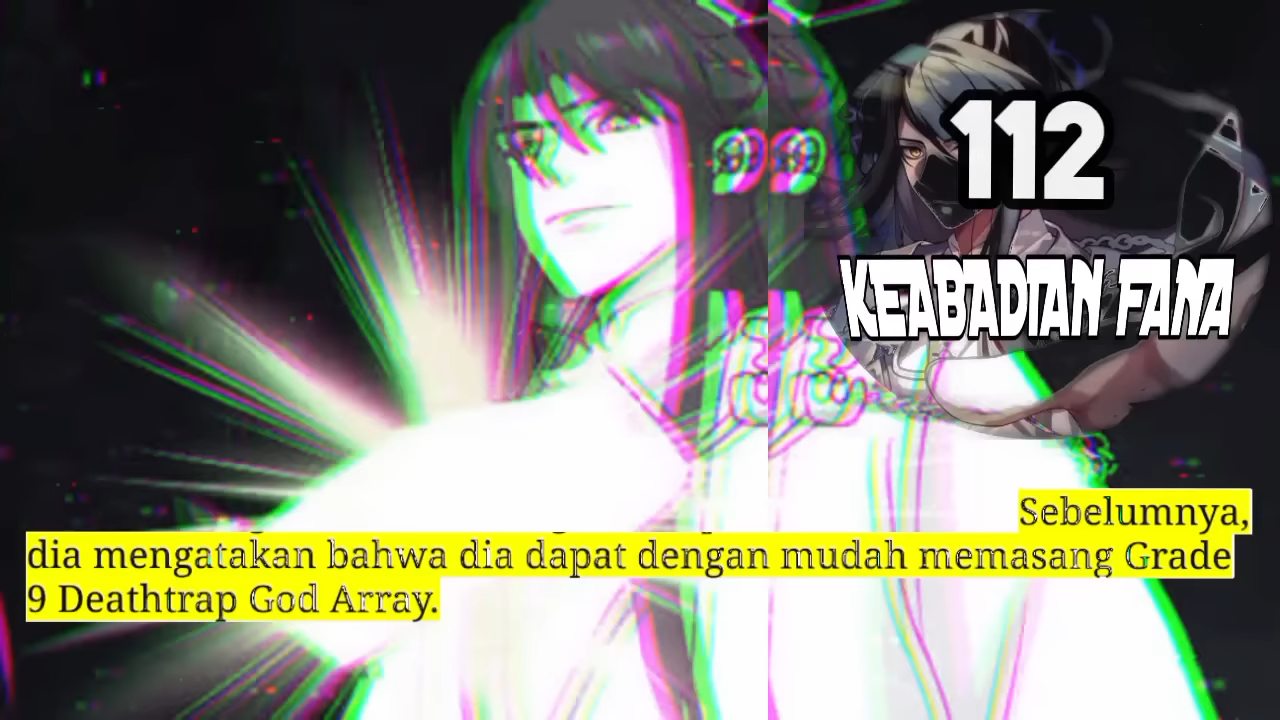 112
KEABADIAN FANA
Sebelumnya,
dia mengatakan bahwa dia dapat dengan mudah memasang Grade
9 Deathtrap God Array.